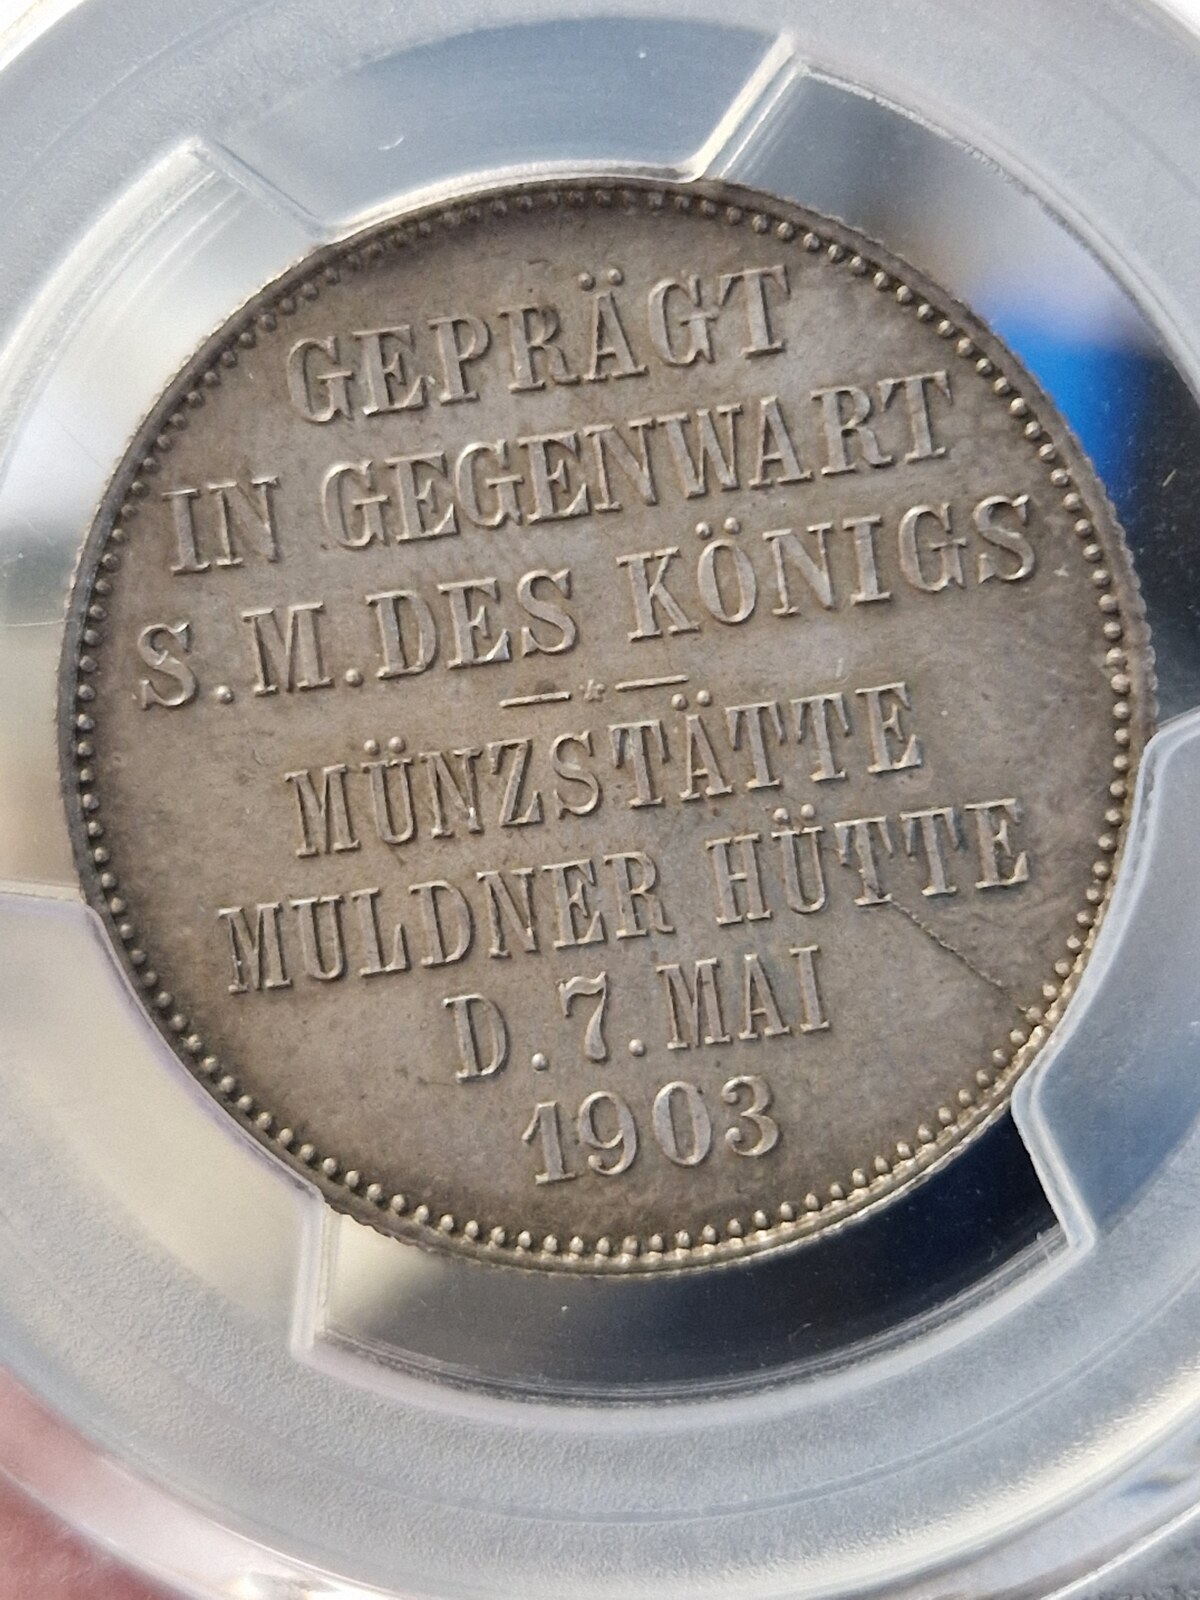 GEPRÄGT
IN GEGENWART
S.M.DES KÖNIGS
MÜNZSTÄTTE
MULDNER HÜTTE
D.7.MAI
1903